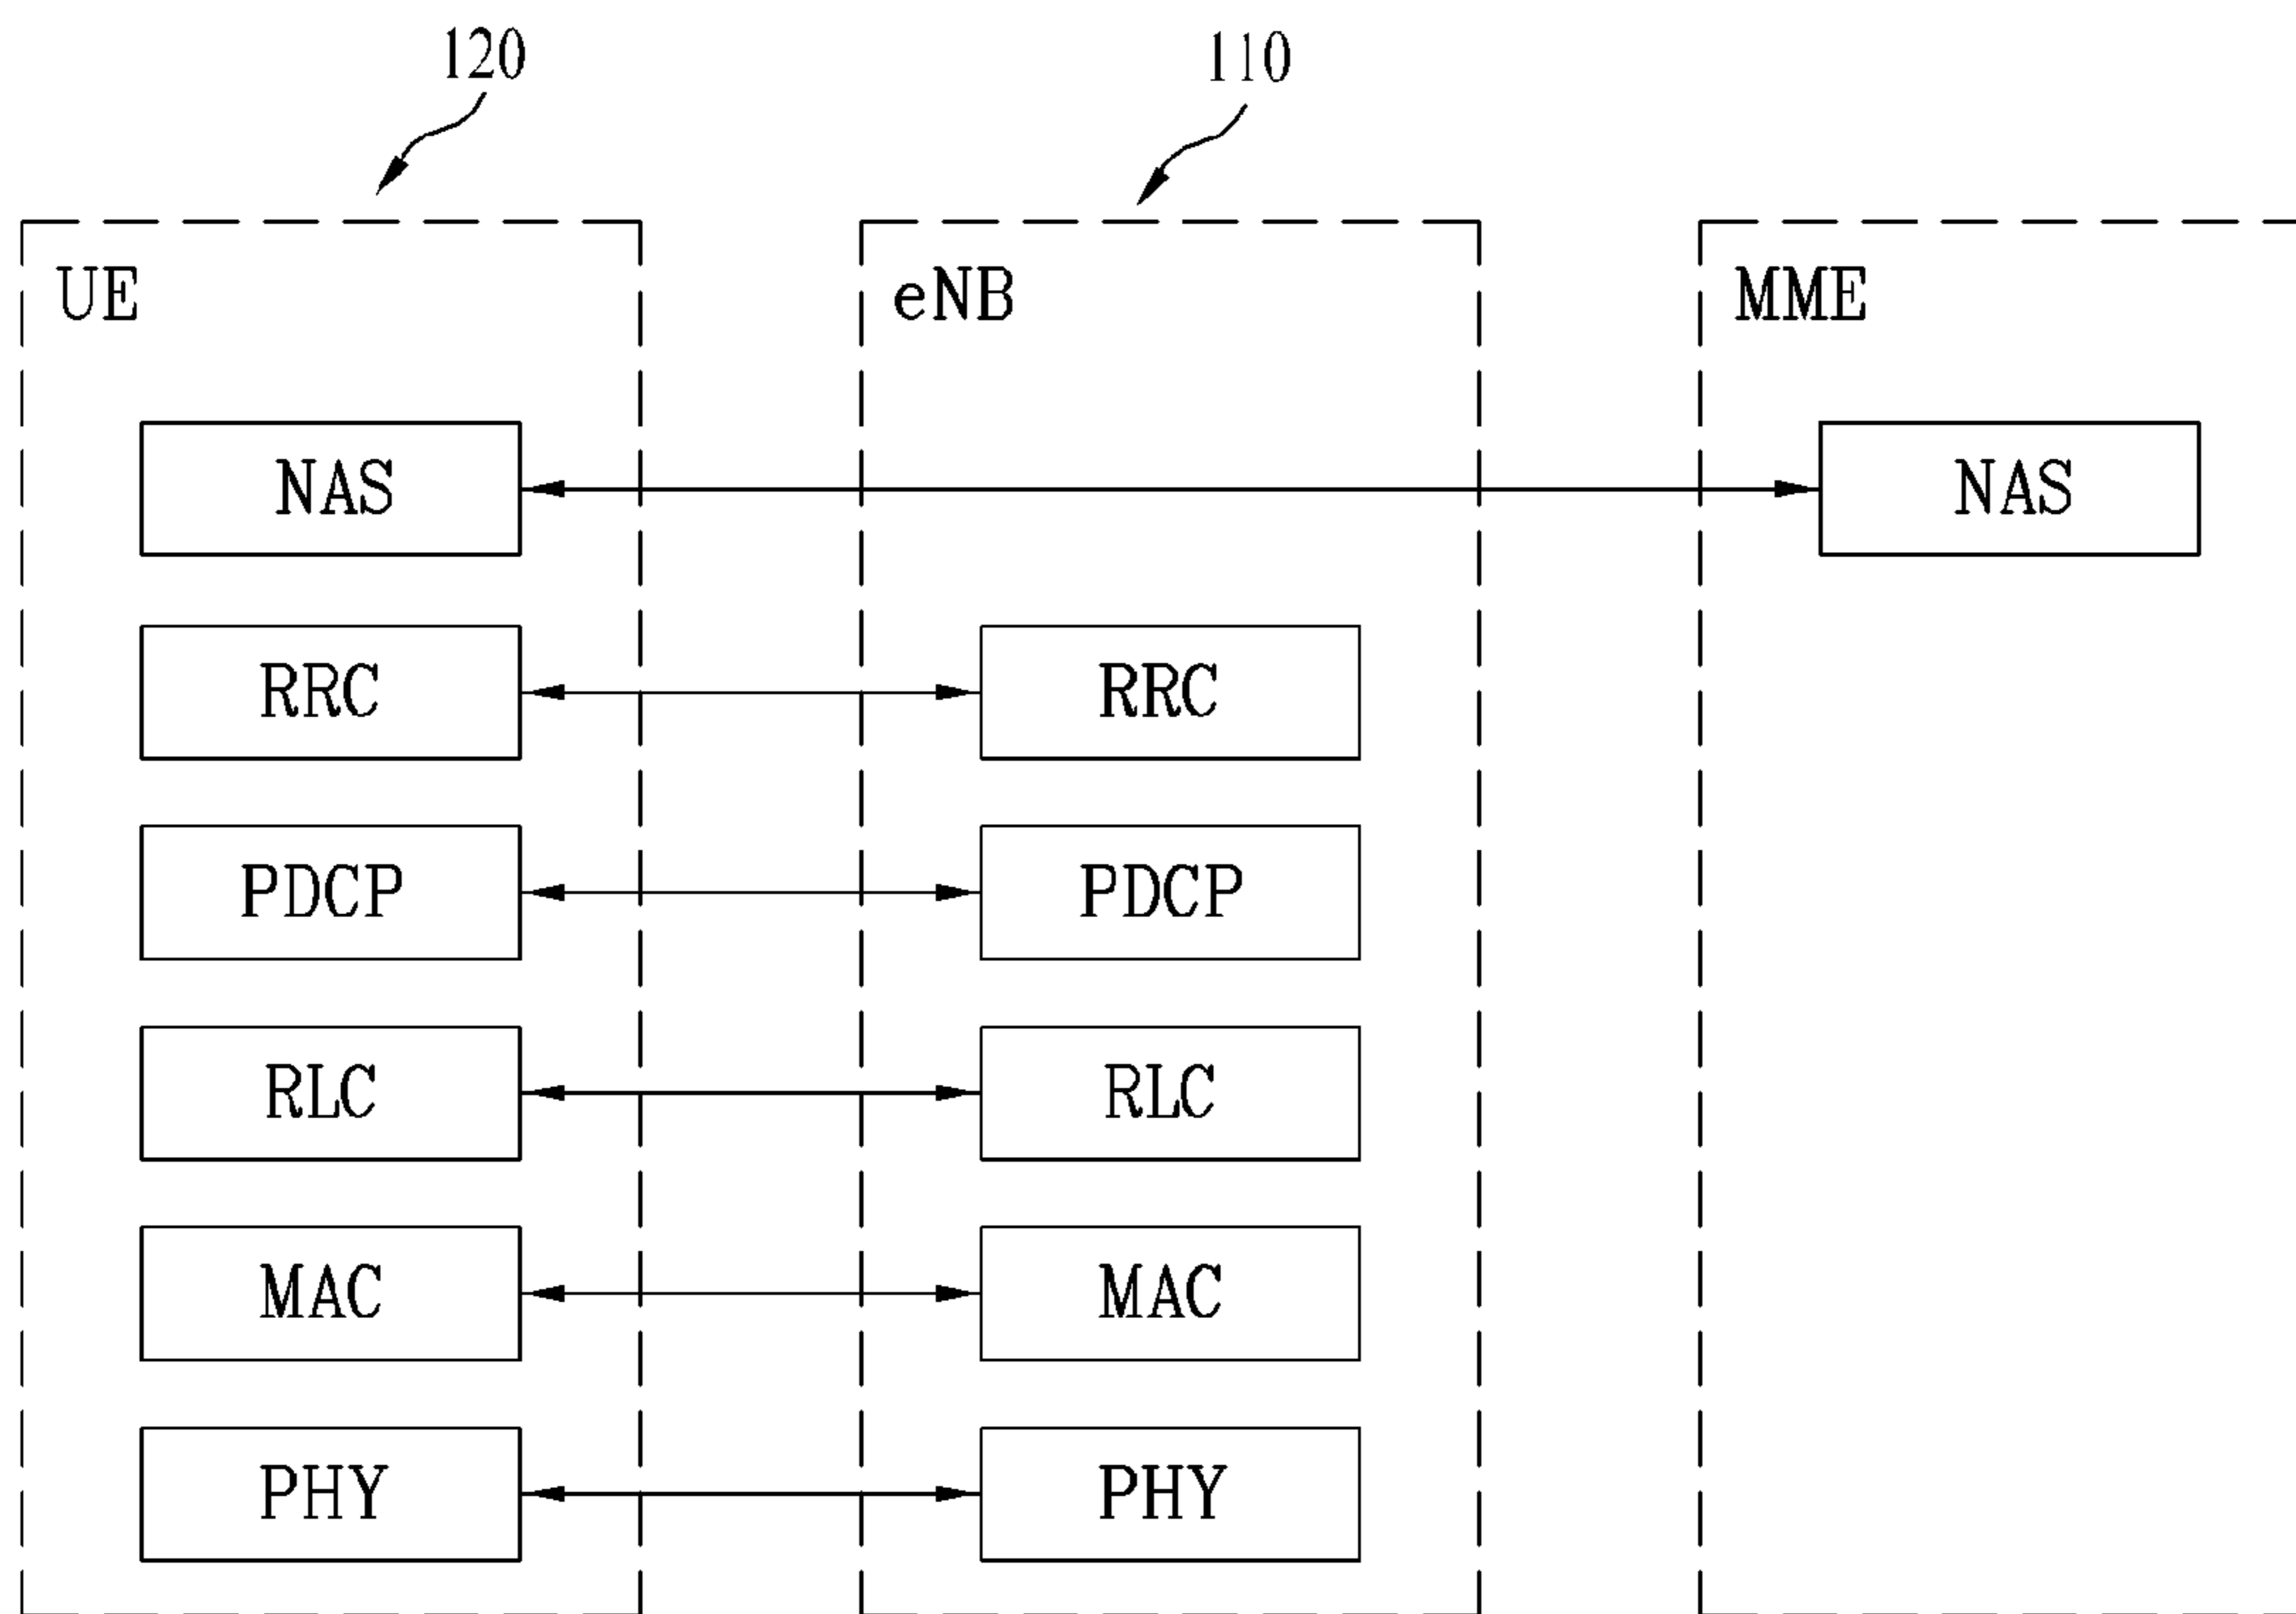 120 110
UE eNB MME
NAS NAS
RRC RRC
PDCP PDCP
RLC RLC
MAC MAC
PHY PHY